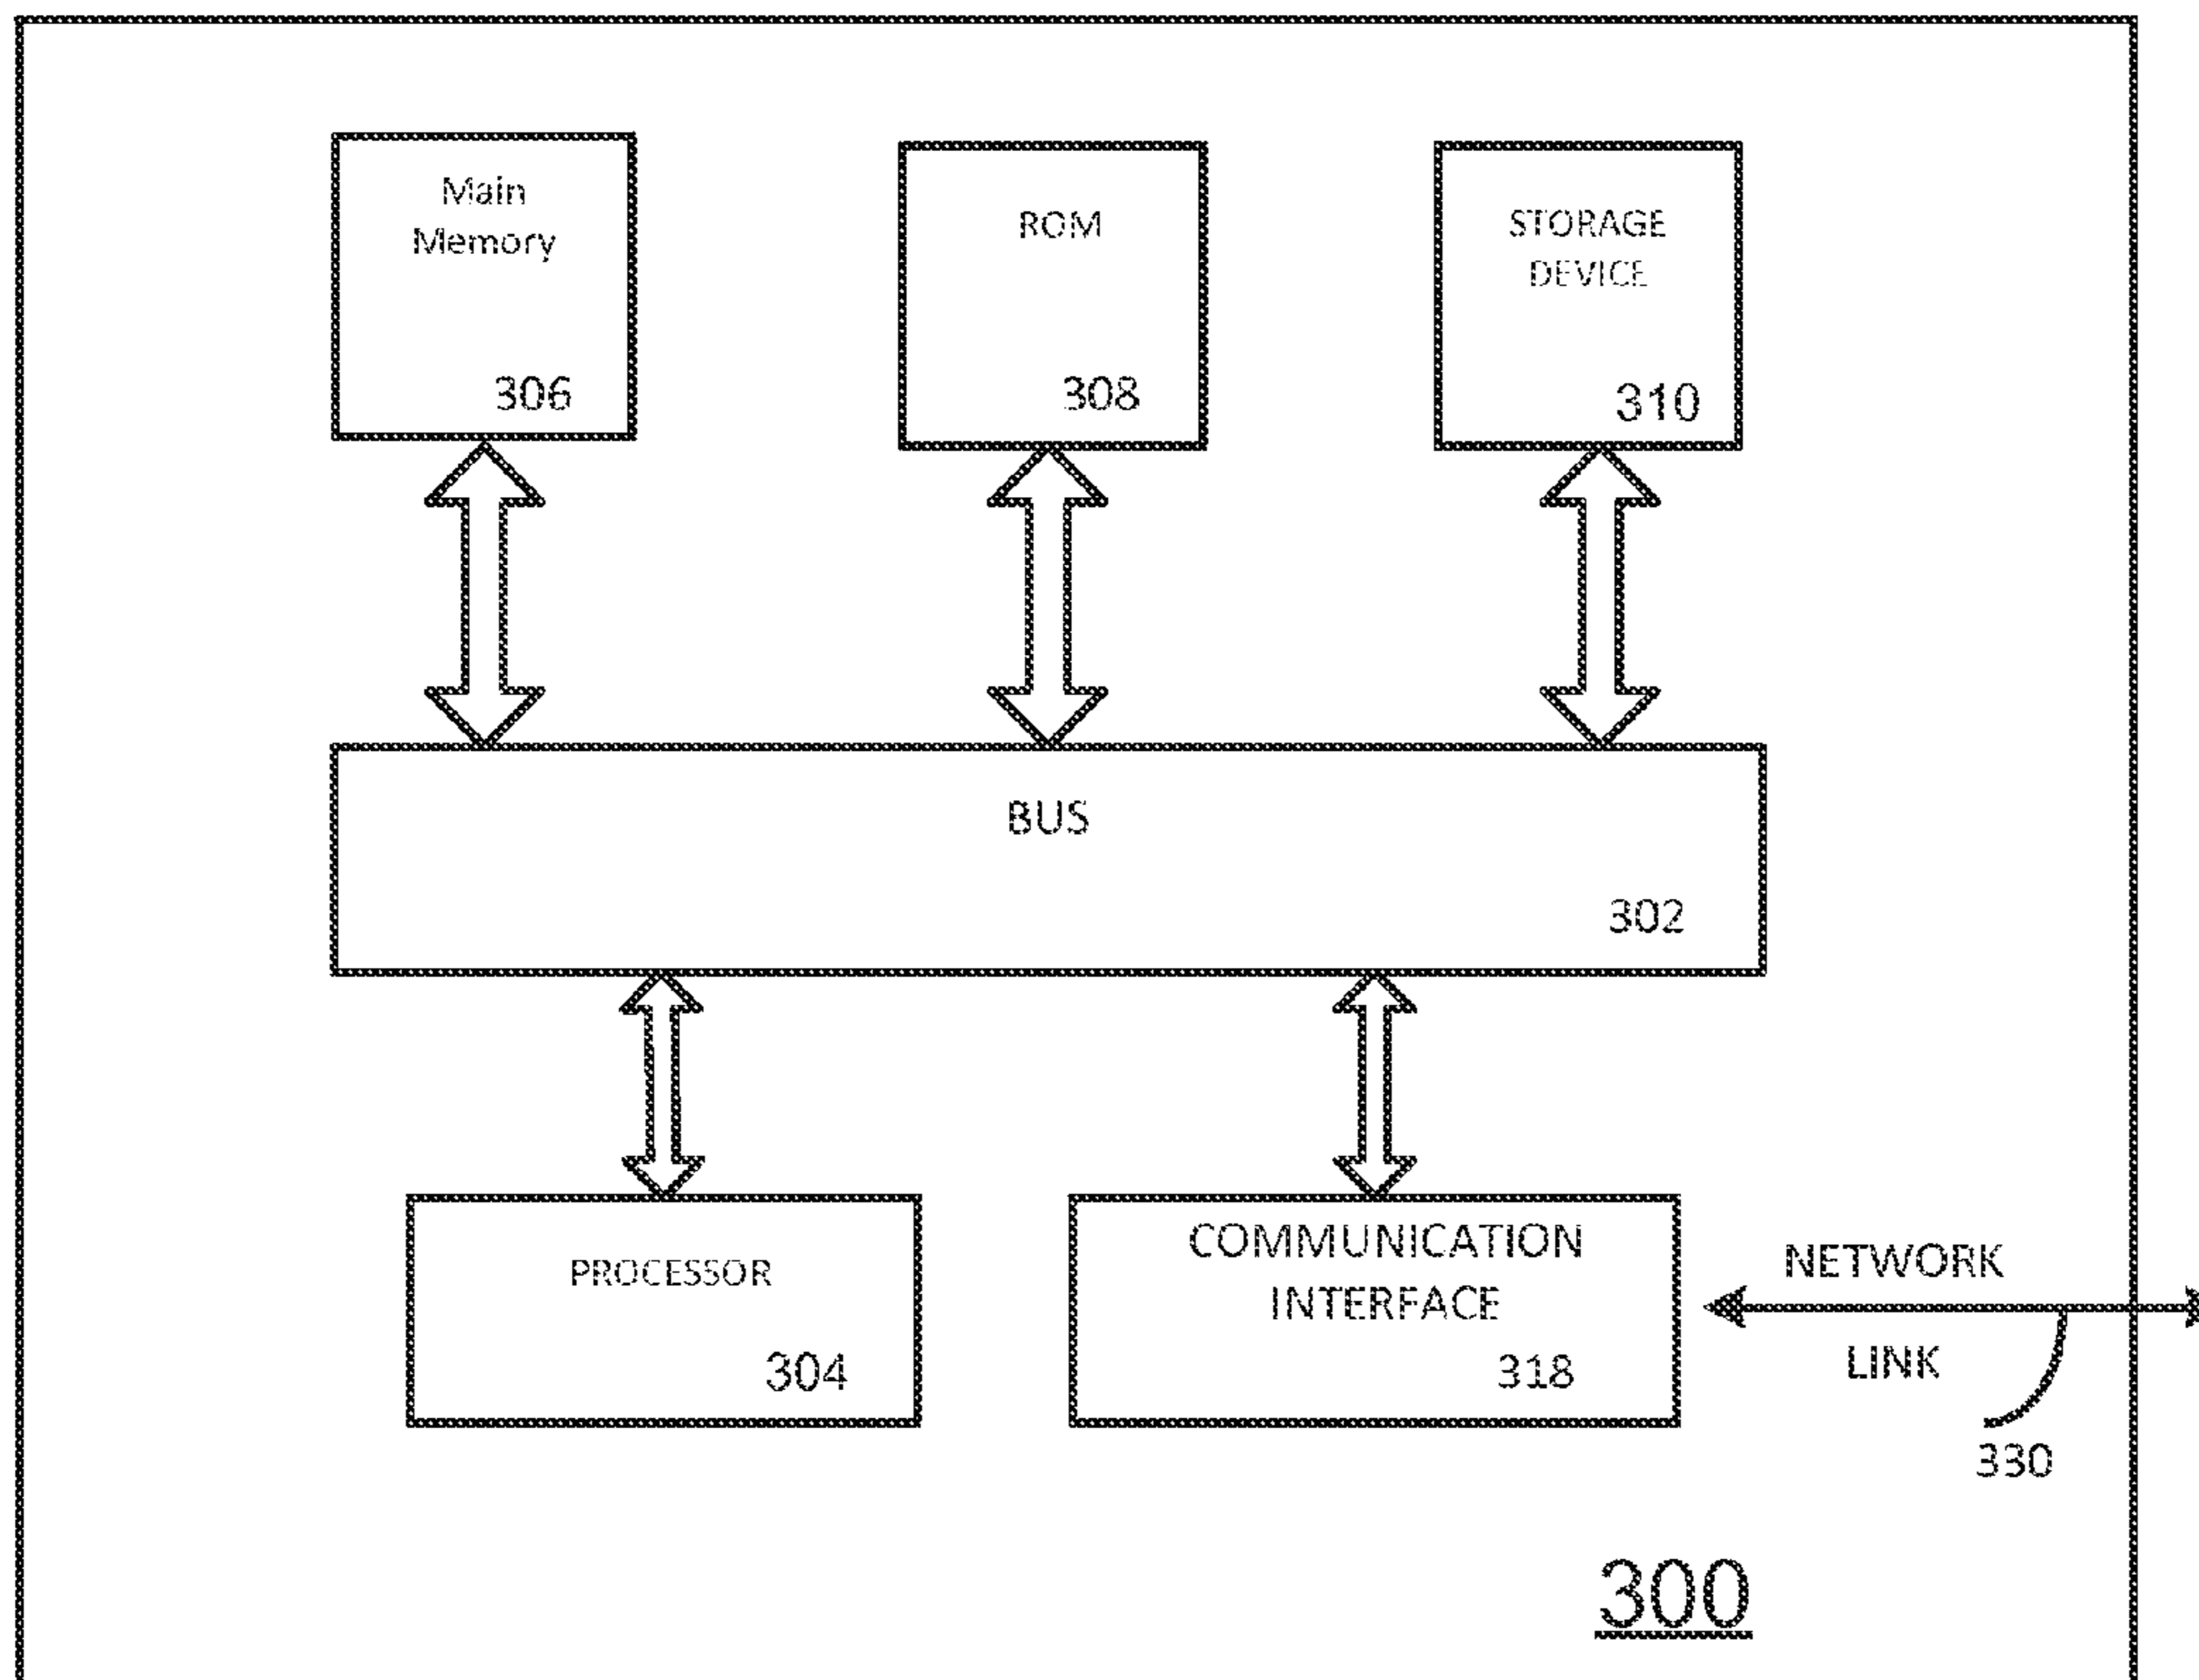 Main
Memory
306
ROM
308
STORAGE
DEVICE
310
BUS
302
PROCESSOR
304
COMMUNICATION
INTERFACE
318
NETWORK
LINK
330
300